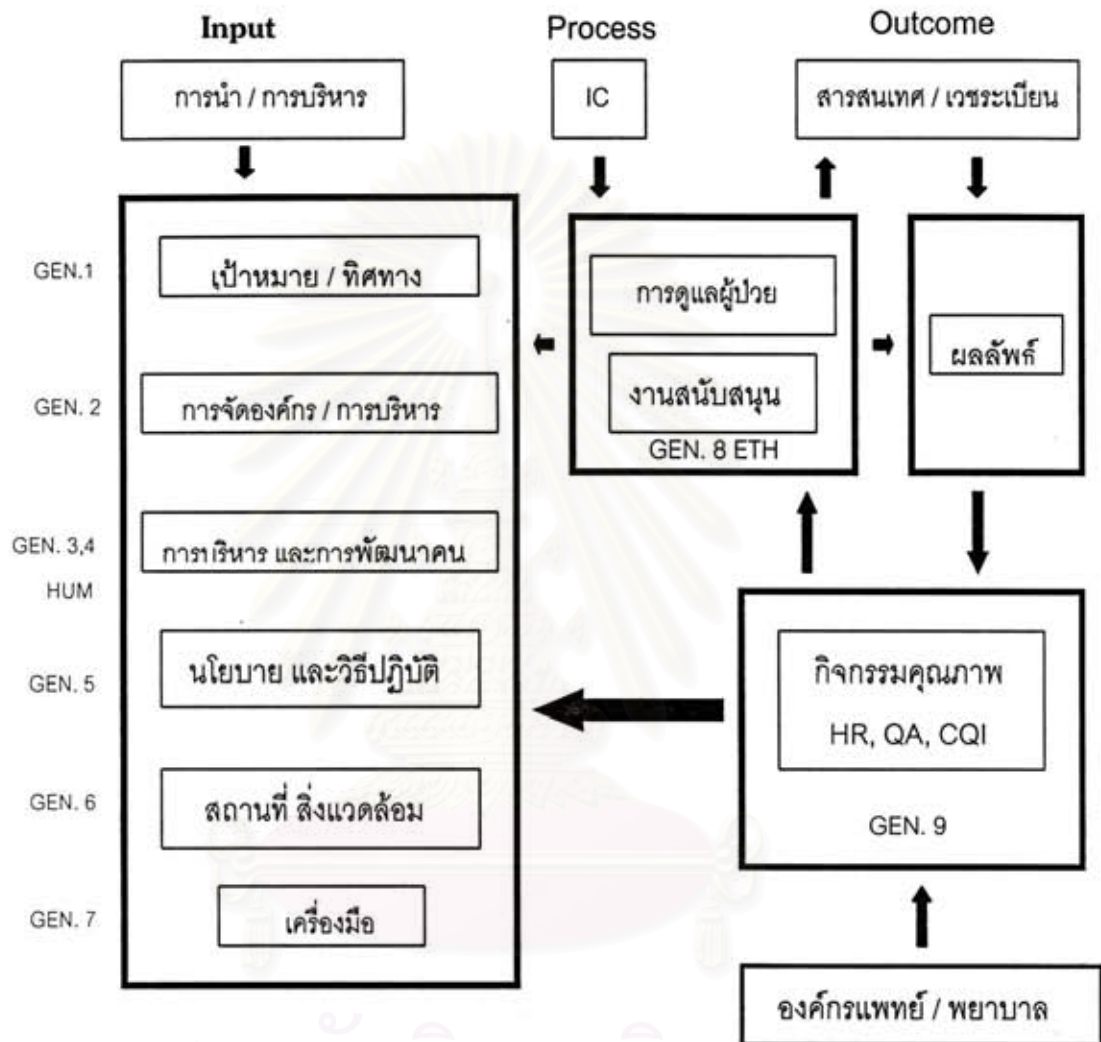 Input
Process
Outcome
การนำ / การบริหาร
IC
สารสนเทศ / เวชระเบียน
GEN.1
เป้าหมาย / ทิศทาง
GEN. 2
การจัดองค์กร / การบริหาร
GEN. 3,4
HUM
การบริหาร และการพัฒนาคน
GEN. 5
นโยบาย และวิธีปฏิบัติ
GEN. 6
สถานที่ สิ่งแวดล้อม
GEN. 7
เครื่องมือ
การดูแลผู้ป่วย
งานสนับสนุน
GEN. 8 ETH
ผลลัพธ์
กิจกรรมคุณภาพ
HR, QA, CQI
GEN. 9
องค์กรแพทย์ / พยาบาล